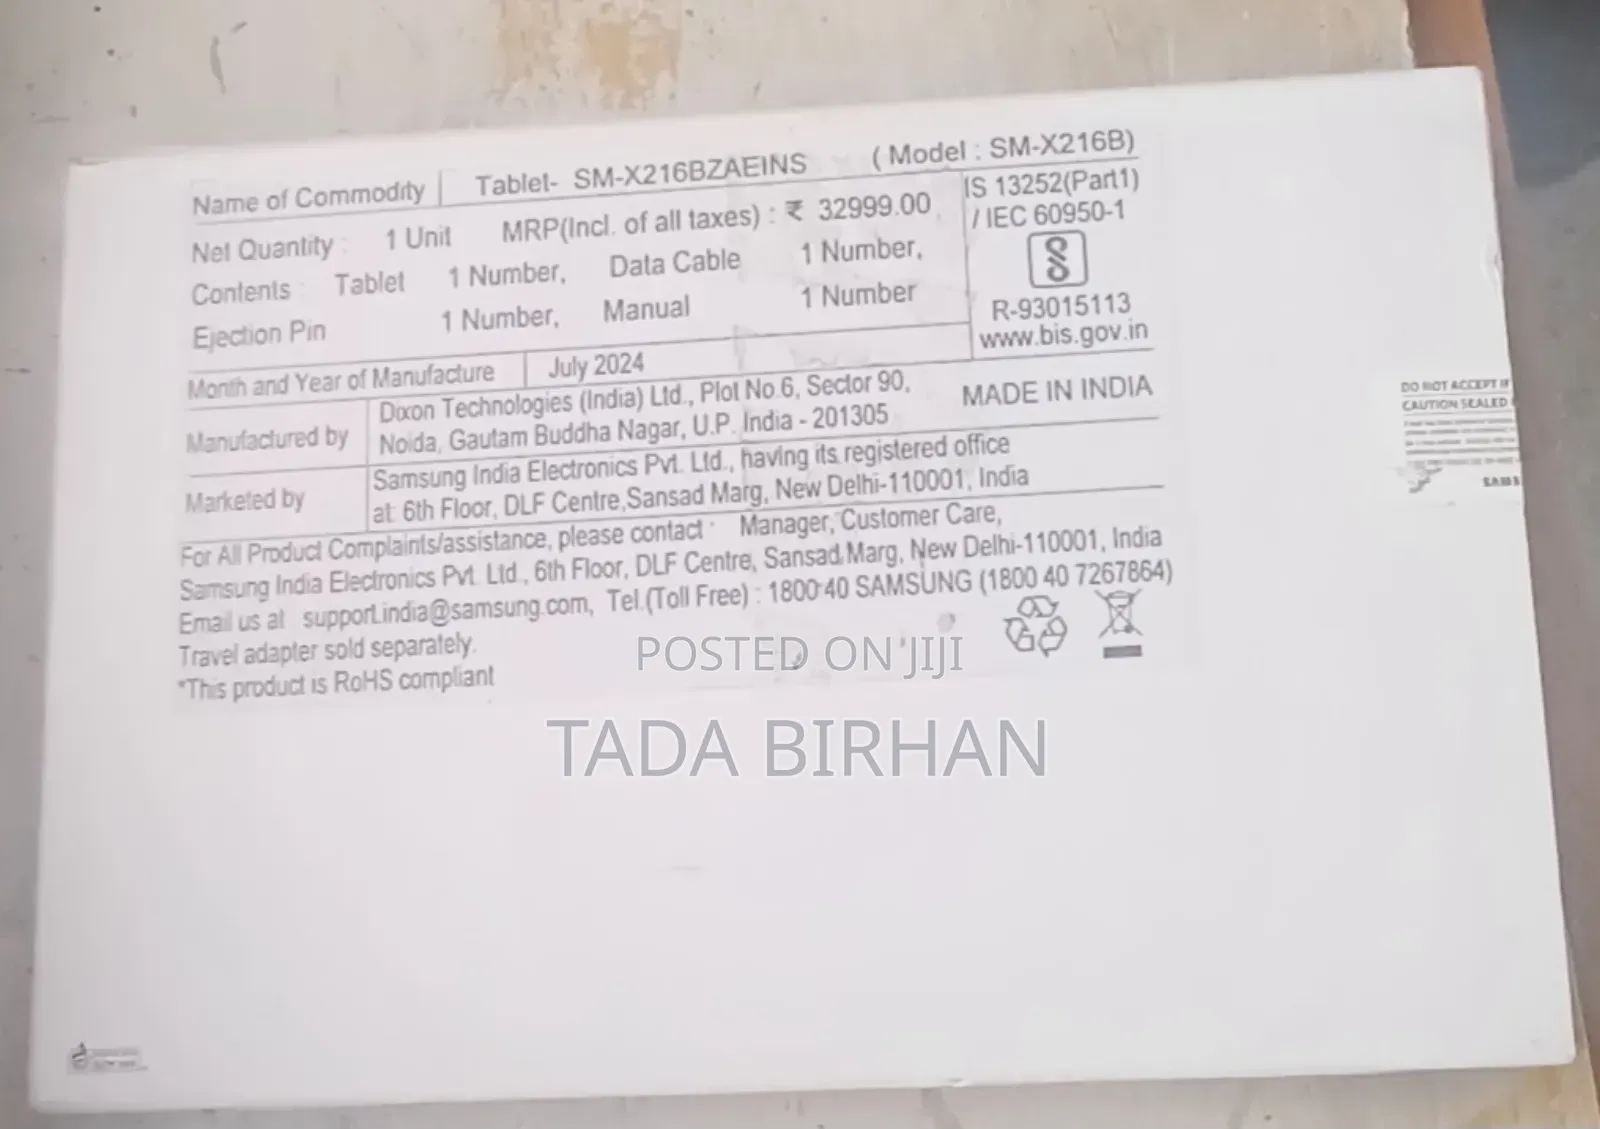 Name of Commodity Tablet- SM-X216BZAEINS ( Model : SM-X216B)
Net Quantity : 1 Unit MRP(Incl. of all taxes) : ₹ 32999.00
IS 13252(Part1)
/ IEC 60950-1
Contents : Tablet 1 Number, Data Cable 1 Number,
Ejection Pin 1 Number, Manual 1 Number
R-93015113
www.bis.gov.in
Month and Year of Manufacture July 2024
Manufactured by Dixon Technologies (India) Ltd., Plot No.6, Sector 90,
Noida, Gautam Buddha Nagar, U.P. India - 201305
MADE IN INDIA
Marketed by Samsung India Electronics Pvt. Ltd., having its registered office
at: 6th Floor, DLF Centre,Sansad Marg, New Delhi-110001, India
For All Product Complaints/assistance, please contact : Manager, Customer Care,
Samsung India Electronics Pvt. Ltd., 6th Floor, DLF Centre, Sansad Marg, New Delhi-110001, India
Email us at support.india@samsung.com, Tel.(Toll Free) : 1800 40 SAMSUNG (1800 40 7267864)
Travel adapter sold separately.
*This product is RoHS compliant
DO NOT ACCEPT IF
CAUTION SEALED
SAMS
POSTED ON JIJI
TADA BIRHAN